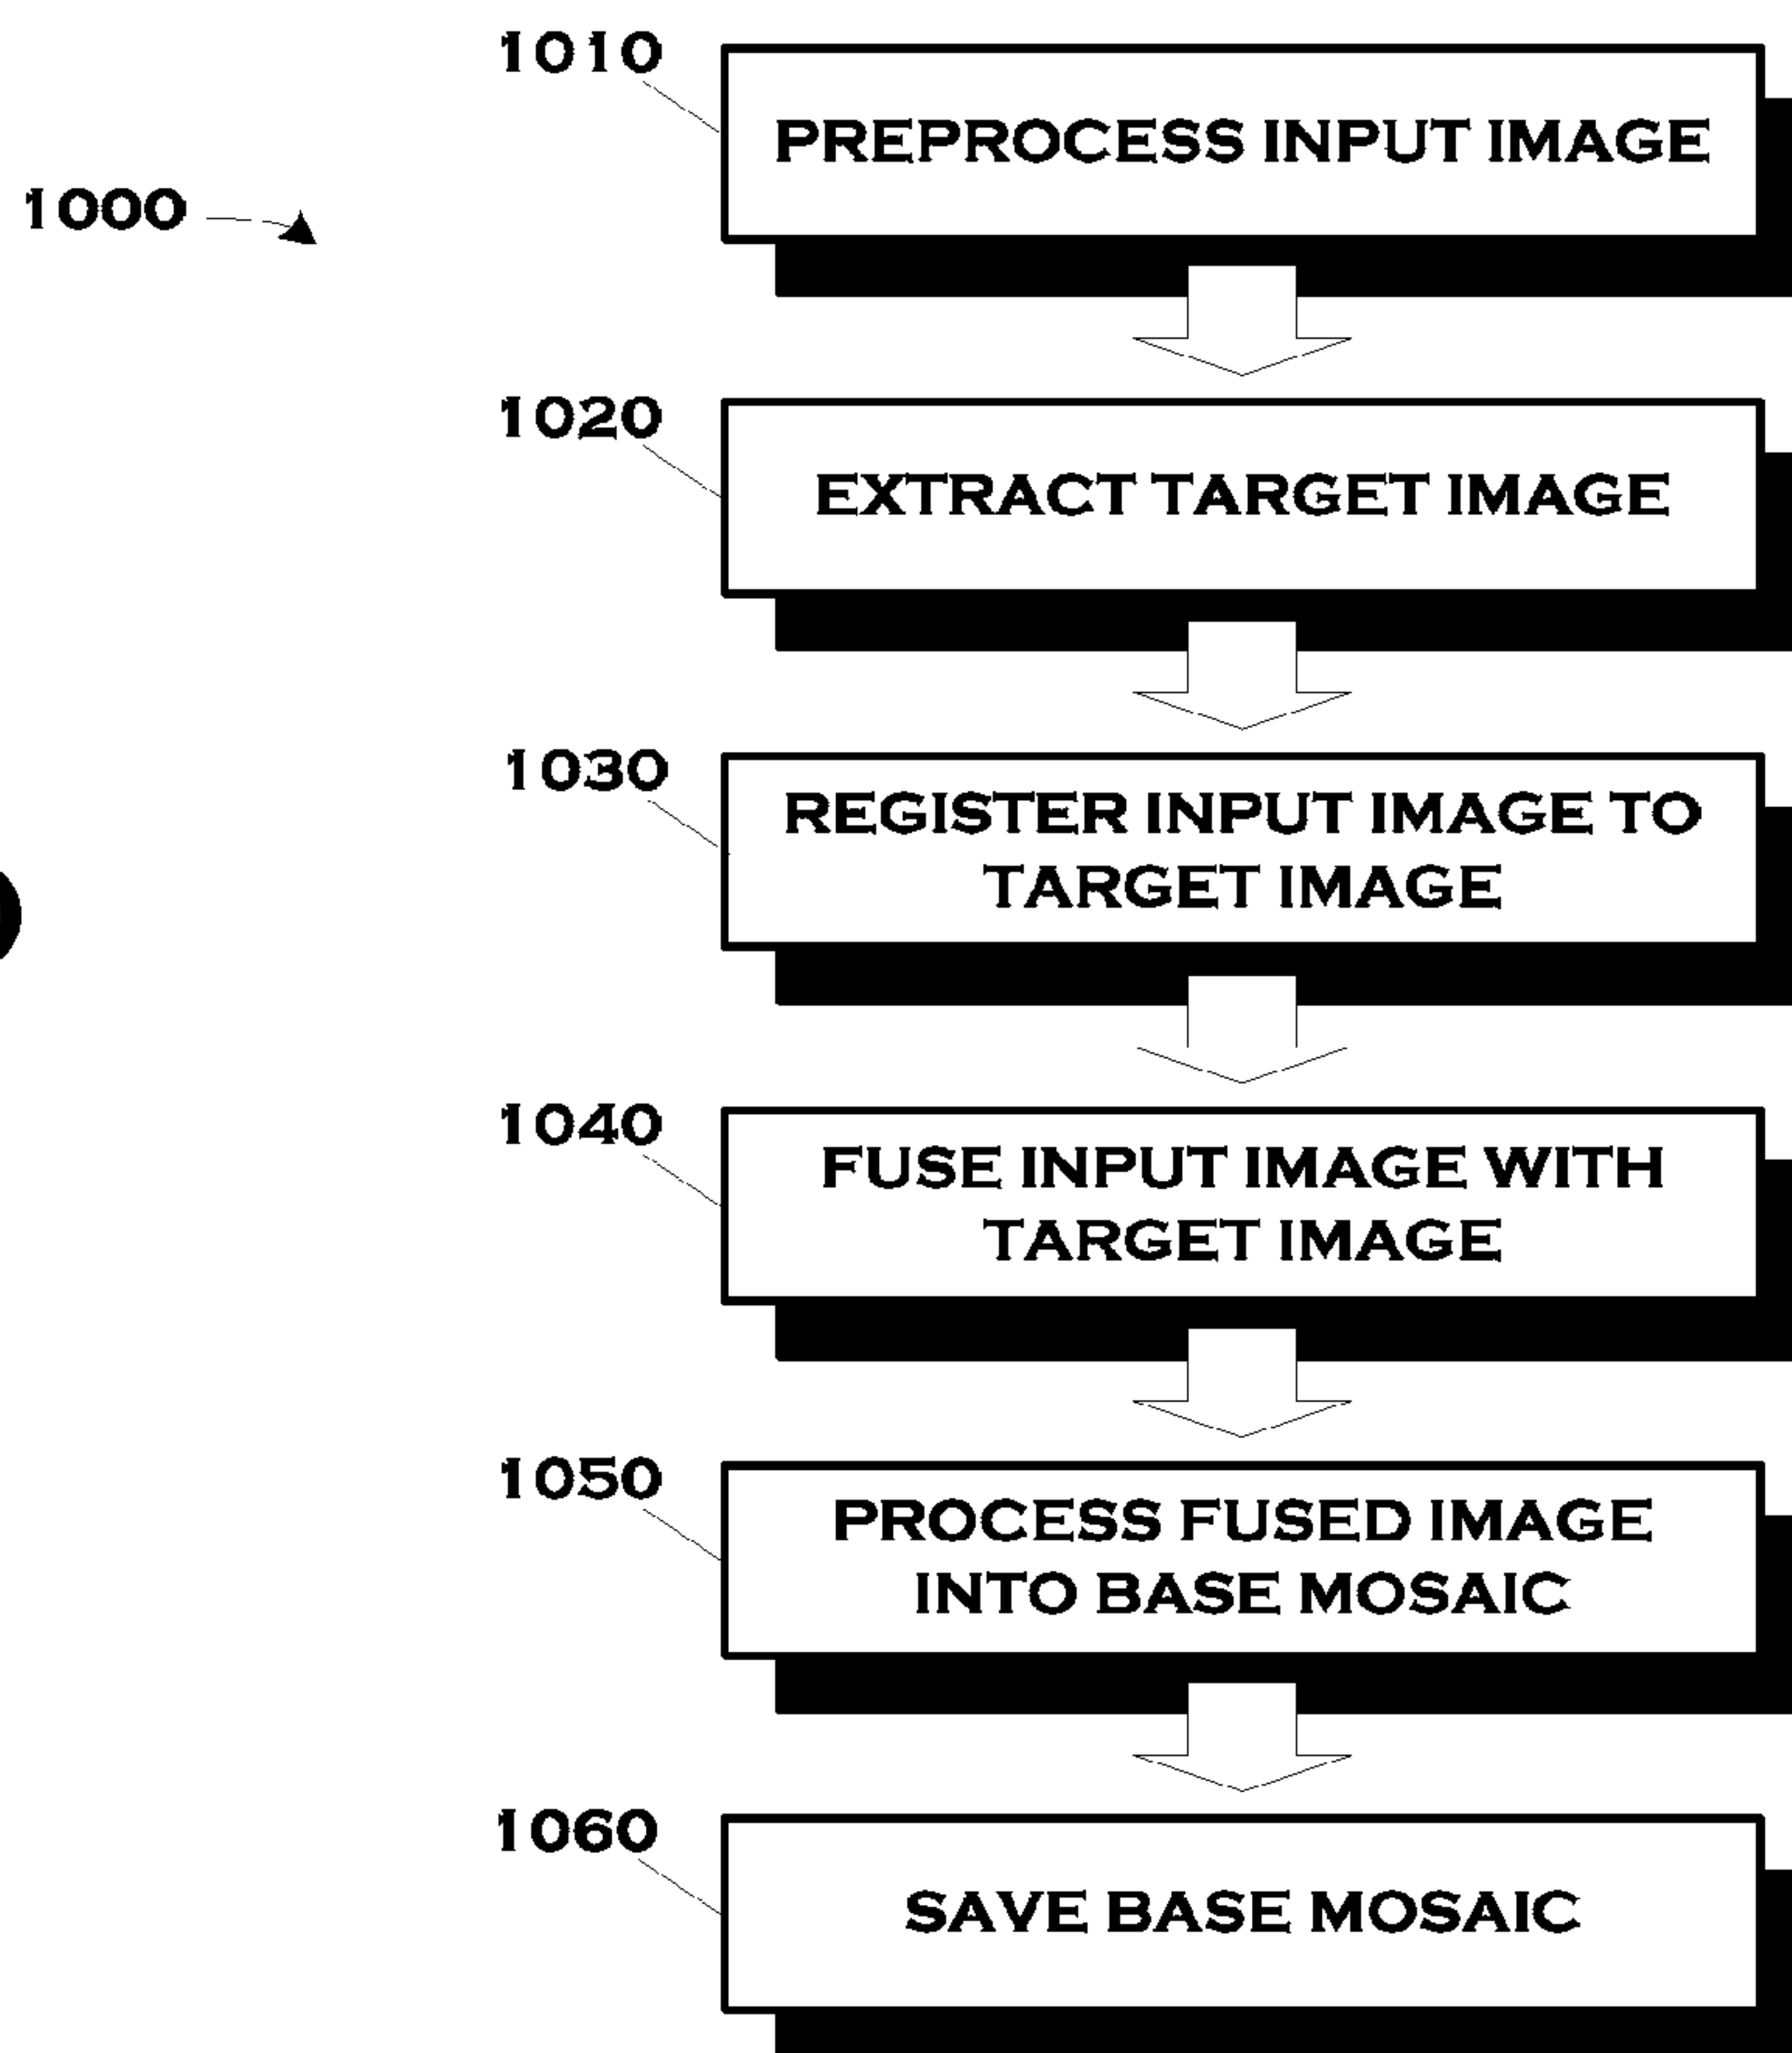 1010
PREPROCESS INPUT IMAGE
1000
1020
EXTRACT TARGET IMAGE
1030
REGISTER INPUT IMAGE TO
TARGET IMAGE
1040
FUSE INPUT IMAGE WITH
TARGET IMAGE
1050
PROCESS FUSED IMAGE
INTO BASE MOSAIC
1060
SAVE BASE MOSAIC